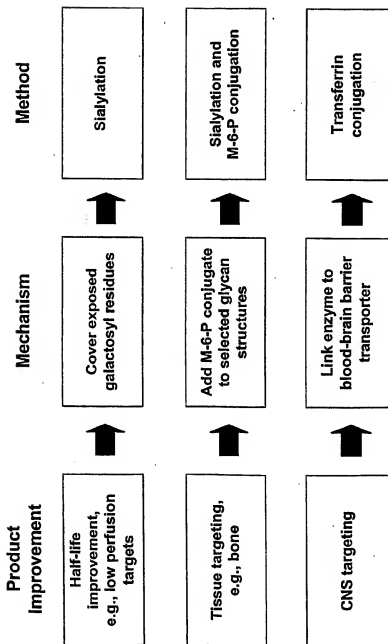 Product
Improvement
Mechanism
Method
Half-life
improvement,
e.g., low perfusion
targets
Cover exposed
galactosyl residues
Sialylation
Tissue targeting,
e.g., bone
Add M-6-P conjugate
to selected glycan
structures
Sialylation and
M-6-P conjugation
CNS targeting
Link enzyme to
blood-brain barrier
transporter
Transferrin
conjugation